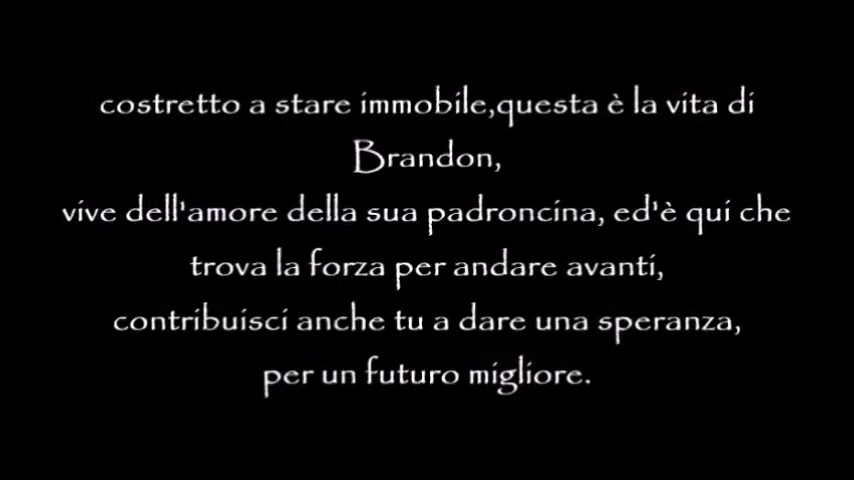 costretto a stare immobile,questa è la vita di
Brandon,
vive dell'amore della sua padroncina, ed'è qui che
trova la forza per andare avanti,
contribuisci anche tu a dare una speranza,
per un futuro migliore.